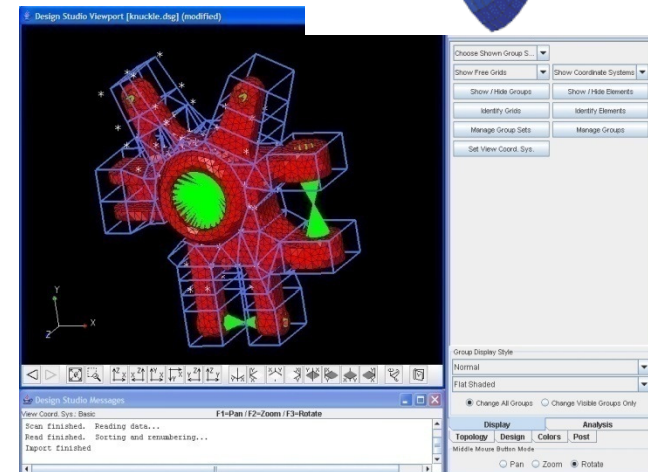 Design Studio Viewport [knuckle.dsg] (modified)
Choose Shown Group S...
Show Free Grids
Show Coordinate Systems
Show / Hide Groups
Show / Hide Elements
Identify Grids
Identify Elements
Manage Group Sets
Manage Groups
Set View Coord. Sys.
Y
X
Z
Group Display Style
Normal
Flat Shaded
Change All Groups
Change Visible Groups Only
Display
Analysis
Topology
Design
Colors
Post
Middle Mouse Button Mode
Pan
Zoom
Rotate
Design Studio Messages
View Coord. Sys.: Basic
F1=Pan / F2=Zoom / F3=Rotate
Scan finished. Reading data...
Read finished. Sorting and renumbering...
Import finished